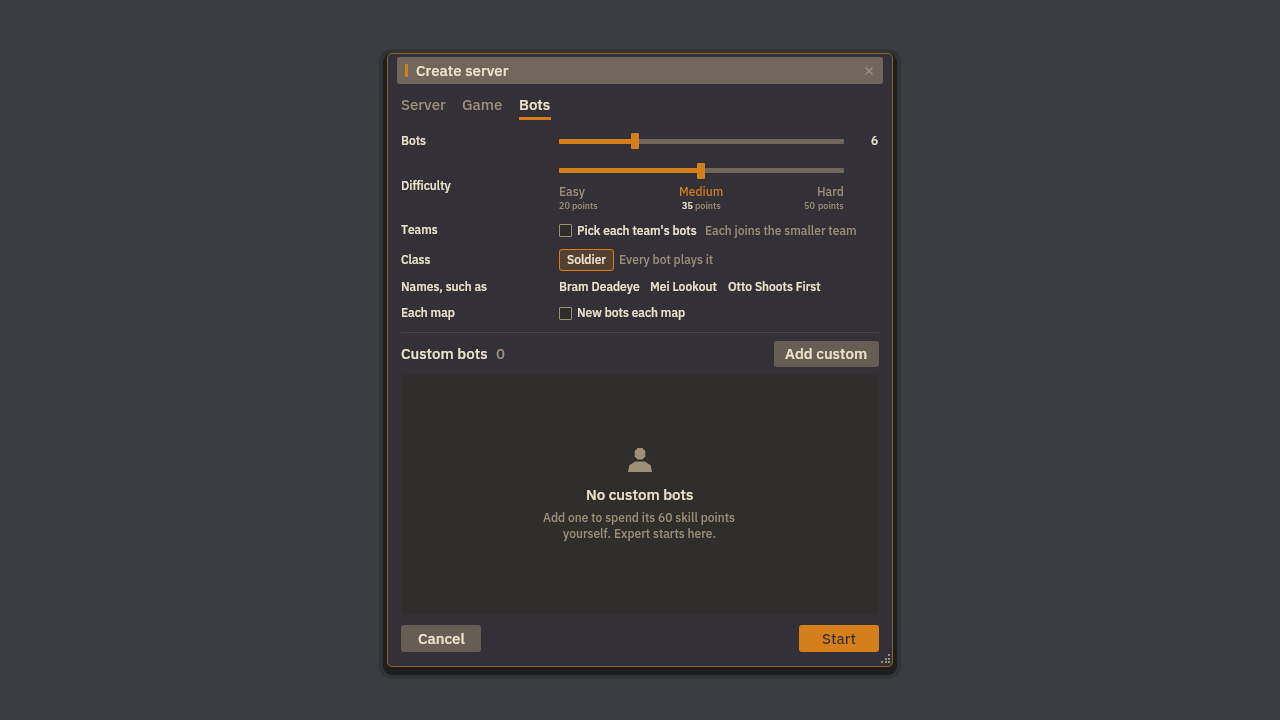 Create server
Server Game Bots
Bots 6
Difficulty
Easy Medium Hard
20 points 35 points 50 points
Teams Pick each team's bots Each joins the smaller team
Class Soldier Every bot plays it
Names, such as Bram Deadeye Mei Lookout Otto Shoots First
Each map New bots each map
Custom bots 0 Add custom
No custom bots
Add one to spend its 60 skill points
yourself. Expert starts here.
Cancel Start